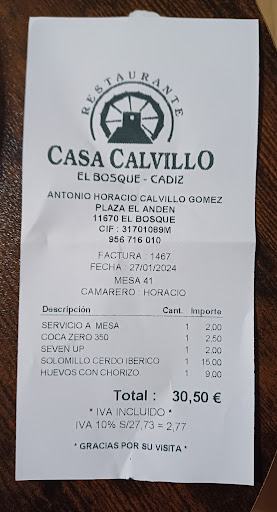 RESTAURANTE
CASA CALVILLO
EL BOSQUE - CADIZ
ANTONIO HORACIO CALVILLO GOMEZ
PLAZA EL ANDEN
11670 EL BOSQUE
CIF : 31701089M
956 716 010
FACTURA : 1467
FECHA : 27/01/2024
MESA 41
CAMARERO : HORACIO
Descripción Cant. Importe
SERVICIO A MESA 1 2,00
COCA ZERO 350 1 2,50
SEVEN UP 1 2,00
SOLOMILLO CERDO IBERICO 1 15,00
HUEVOS CON CHORIZO 1 9,00
Total : 30,50 €
* IVA INCLUIDO *
IVA 10% S/27,73 = 2,77
* GRACIAS POR SU VISITA *